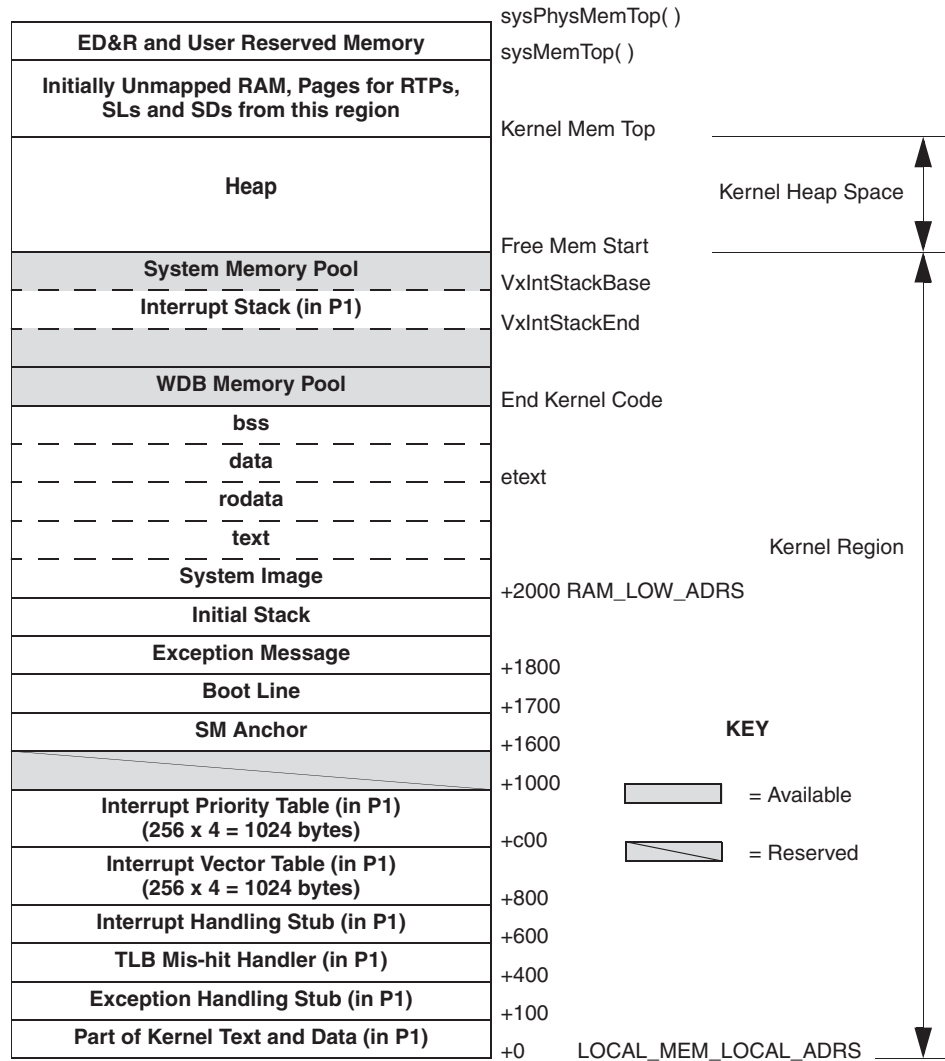 sysPhysMemTop( )
ED&R and User Reserved Memory
sysMemTop( )
Initially Unmapped RAM, Pages for RTPs,
SLs and SDs from this region
Kernel Mem Top
Heap
Kernel Heap Space
Free Mem Start
System Memory Pool
VxIntStackBase
Interrupt Stack (in P1)
VxIntStackEnd
WDB Memory Pool
End Kernel Code
bss
data
etext
rodata
text
Kernel Region
System Image
+2000 RAM_LOW_ADRS
Initial Stack
Exception Message
+1800
Boot Line
+1700
SM Anchor
KEY
+1600
+1000
= Available
Interrupt Priority Table (in P1)
(256 x 4 = 1024 bytes)
+c00
= Reserved
Interrupt Vector Table (in P1)
(256 x 4 = 1024 bytes)
+800
Interrupt Handling Stub (in P1)
+600
TLB Mis-hit Handler (in P1)
+400
Exception Handling Stub (in P1)
+100
Part of Kernel Text and Data (in P1)
+0 LOCAL_MEM_LOCAL_ADRS